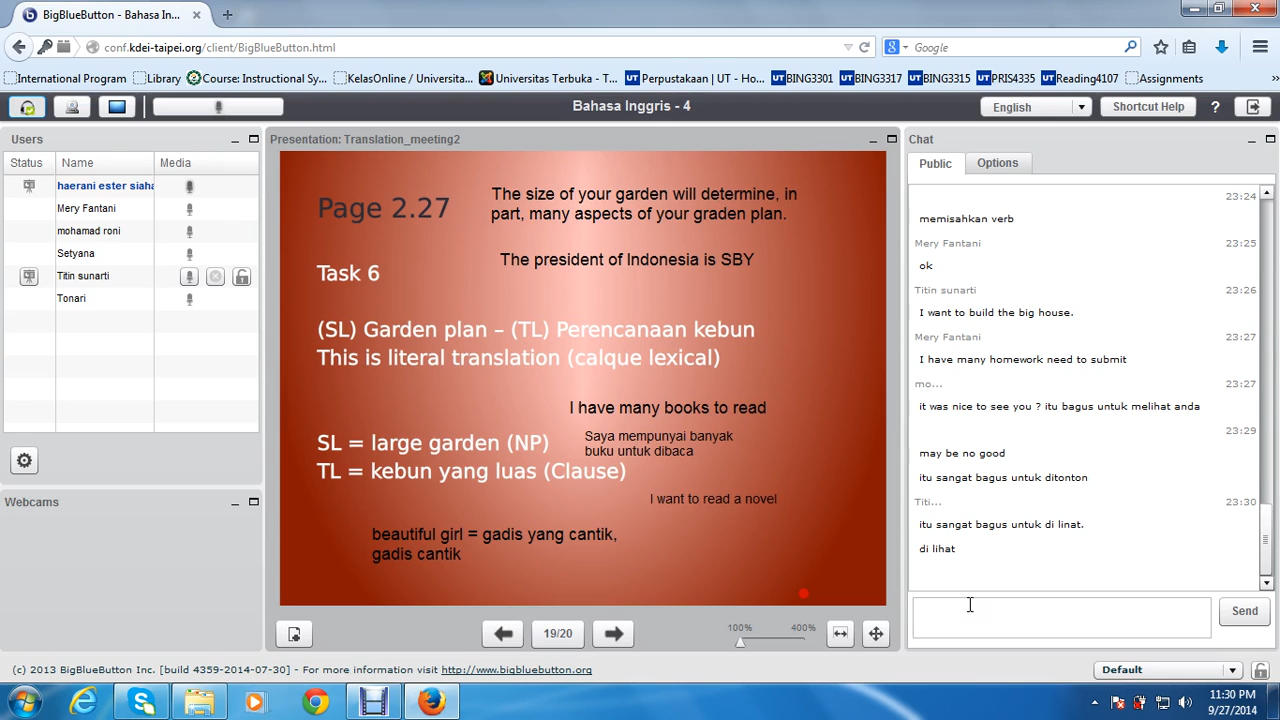 BigBlueButton - Bahasa In...
conf.kdei-taipei.org/client/BigBlueButton.html
Google
International Program
Library
Course: Instructional Sy...
KelasOnline / Universita...
Universitas Terbuka - T...
Perpustakaan | UT - Ho...
BING3301
BING3317
BING3315
PRIS4335
Reading4107
Assignments
Bahasa Inggris - 4
English
Shortcut Help
?
Users
Status
Name
Media
haerani ester siaha
Mery Fantani
mohamad roni
Setyana
Titin sunarti
Tonari
Webcams
Presentation: Translation_meeting2
Page 2.27
The size of your garden will determine, in
part, many aspects of your graden plan.
The president of Indonesia is SBY
Task 6
(SL) Garden plan – (TL) Perencanaan kebun
This is literal translation (calque lexical)
I have many books to read
Saya mempunyai banyak
buku untuk dibaca
SL = large garden (NP)
TL = kebun yang luas (Clause)
I want to read a novel
beautiful girl = gadis yang cantik,
gadis cantik
19/20
100%
400%
Chat
Public
Options
23:24
memisahkan verb
Mery Fantani 23:25
ok
Titin sunarti 23:26
I want to build the big house.
Mery Fantani 23:27
I have many homework need to submit
mo... 23:27
it was nice to see you ? itu bagus untuk melihat anda
23:29
may be no good
itu sangat bagus untuk ditonton
Titi... 23:30
itu sangat bagus untuk di linat.
di lihat
Send
(c) 2013 BigBlueButton Inc. [build 4359-2014-07-30] - For more information visit http://www.bigbluebutton.org
Default
11:30 PM
9/27/2014